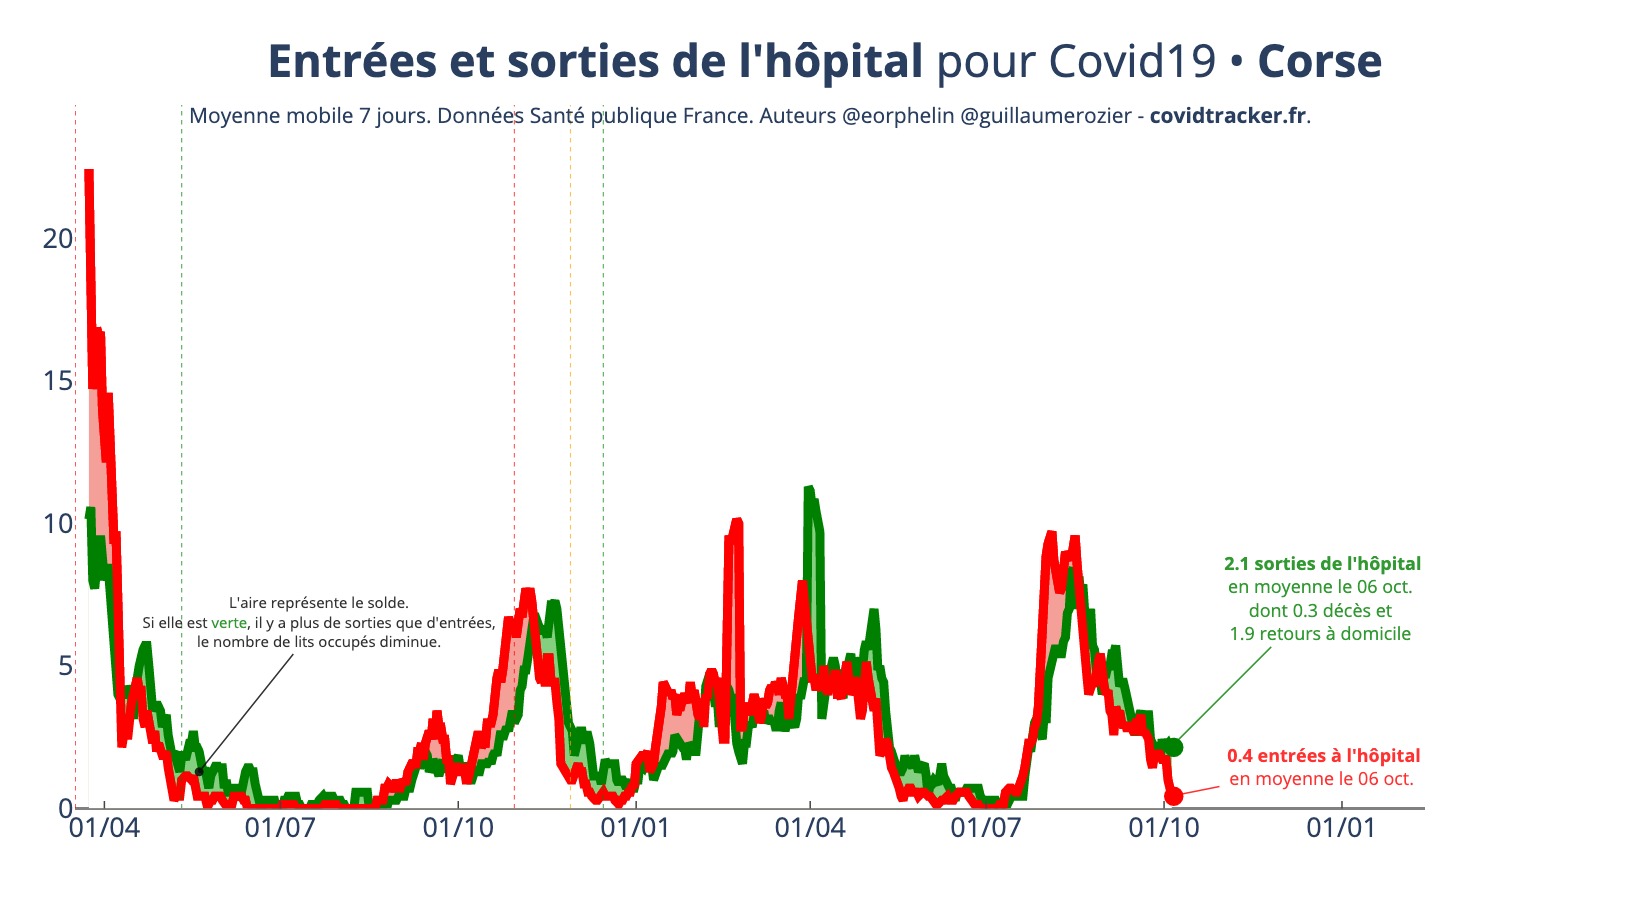 Entrées et sorties de l'hôpital pour Covid19 • Corse
Moyenne mobile 7 jours. Données Santé publique France. Auteurs @eorphelin @guillaumerozier - covidtracker.fr.
20
15
10
5
0
L'aire représente le solde.
Si elle est verte, il y a plus de sorties que d'entrées,
le nombre de lits occupés diminue.
2.1 sorties de l'hôpital
en moyenne le 06 oct.
dont 0.3 décès et
1.9 retours à domicile
0.4 entrées à l'hôpital
en moyenne le 06 oct.
01/04 01/07 01/10 01/01 01/04 01/07 01/10 01/01